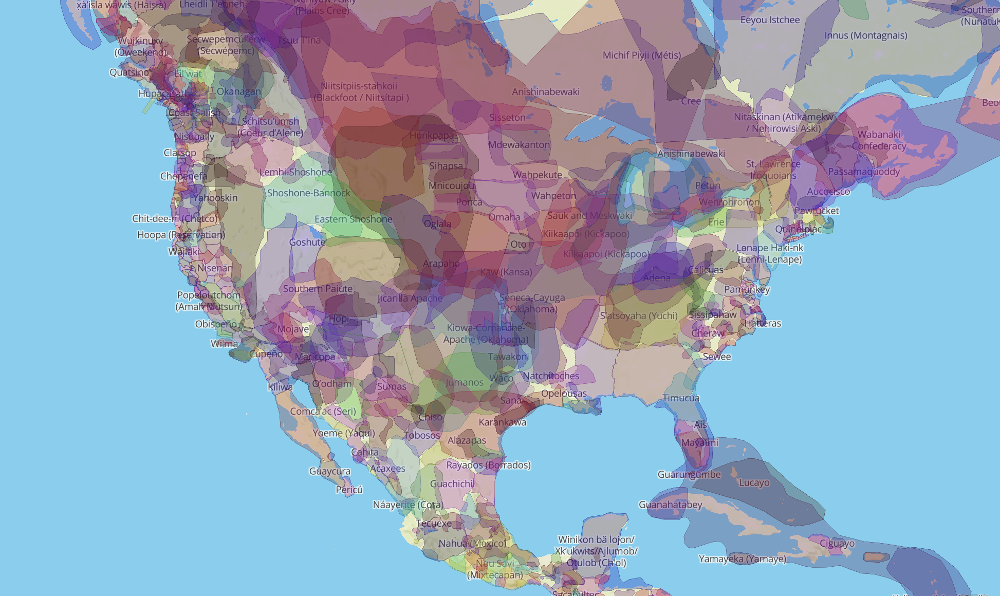 xà'isla wáwís (Haisla)
Lheidli T'enneh
Nêhiyaw-Askiy
(Plains Cree)
Southern
(Nunatuk
Eeyou Istchee
Innus (Montagnais)
Wuikinuxv
(Oweekeno)
Secwepemcúl'ecw
(Secwépemc)
Tsuu T'ina
Michif Piyii (Métis)
Quatsino
Lil'wat
Niitsítpiis-stahkoii
(Blackfoot / Niitsítapi )
Anishinabewaki
Hupacasath
Okanagan
Cree
Beot
Coast Salish
Sisseton
Nitaskinan (Atikamekw
/ Nehirowisi Aski)
Schitsu'umsh
(Coeur d'Alene)
Nisqually
Hunkpapa
Wabanaki
Confederacy
Mdewakanton
Clatsop
Anishinabewaki
Sihapsa
St. Lawrence
Iroquoians
Passamaquoddy
Chepenefa
Lemhi-Shoshone
Wahpekute
Mnicoujou
Petun
Aucocisco
Yahooskin
Shoshone-Bannock
Ponca
Wahpeton
Wenrohronon
Pawtucket
Chit-dee-ni (Chetco)
Eastern Shoshone
Oglala
Omaha
Sauk and Meskwaki
Erie
Quinnipiac
Hoopa (Reservation)
Goshute
Oto
Kiikaapoi (Kickapoo)
Wailaki
Kiikaapoi (Kickapoo)
Lənape Haki-nk
(Lenni-Lenape)
Nisenan
Arapaho
Kaw (Kansa)
Calicuas
Adena
Southern Paiute
Pamunkey
Popeloutchom
(Amah Mutsun)
Jicarilla Apache
Seneca-Cayuga
(Oklahoma)
Hopi
S'atsoyaha (Yuchi)
Sissipahaw
Hatteras
Obispeño
Mojave
Kiowa-Comanche-
Apache (Oklahoma)
Cheraw
Wi'ma
Cupeño
Maricopa
Tawakoni
Sewee
Kiliwa
O'odham
Sumas
Jumanos
Waco
Natchitoches
Opelousas
Timucua
Sana
Comca'ac (Seri)
Chiso
Karankawa
Ais
Yoeme (Yaqui)
Tobosos
Alazapas
Mayaimi
Cahita
Acaxees
Rayados (Borrados)
Guaycura
Guarungumbe
Lucayo
Guachichil
Pericú
Náayerite (Cora)
Guanahatabey
Tecuexe
Nahua (Mexico)
Winikon bä lojon/
Xk'ukwits/Ajlumob/
Otulob (Ch'ol)
Ciguayo
Yamayeka (Yamaye)
Ñuu Savi
(Mixtecapan)
Sacapultec